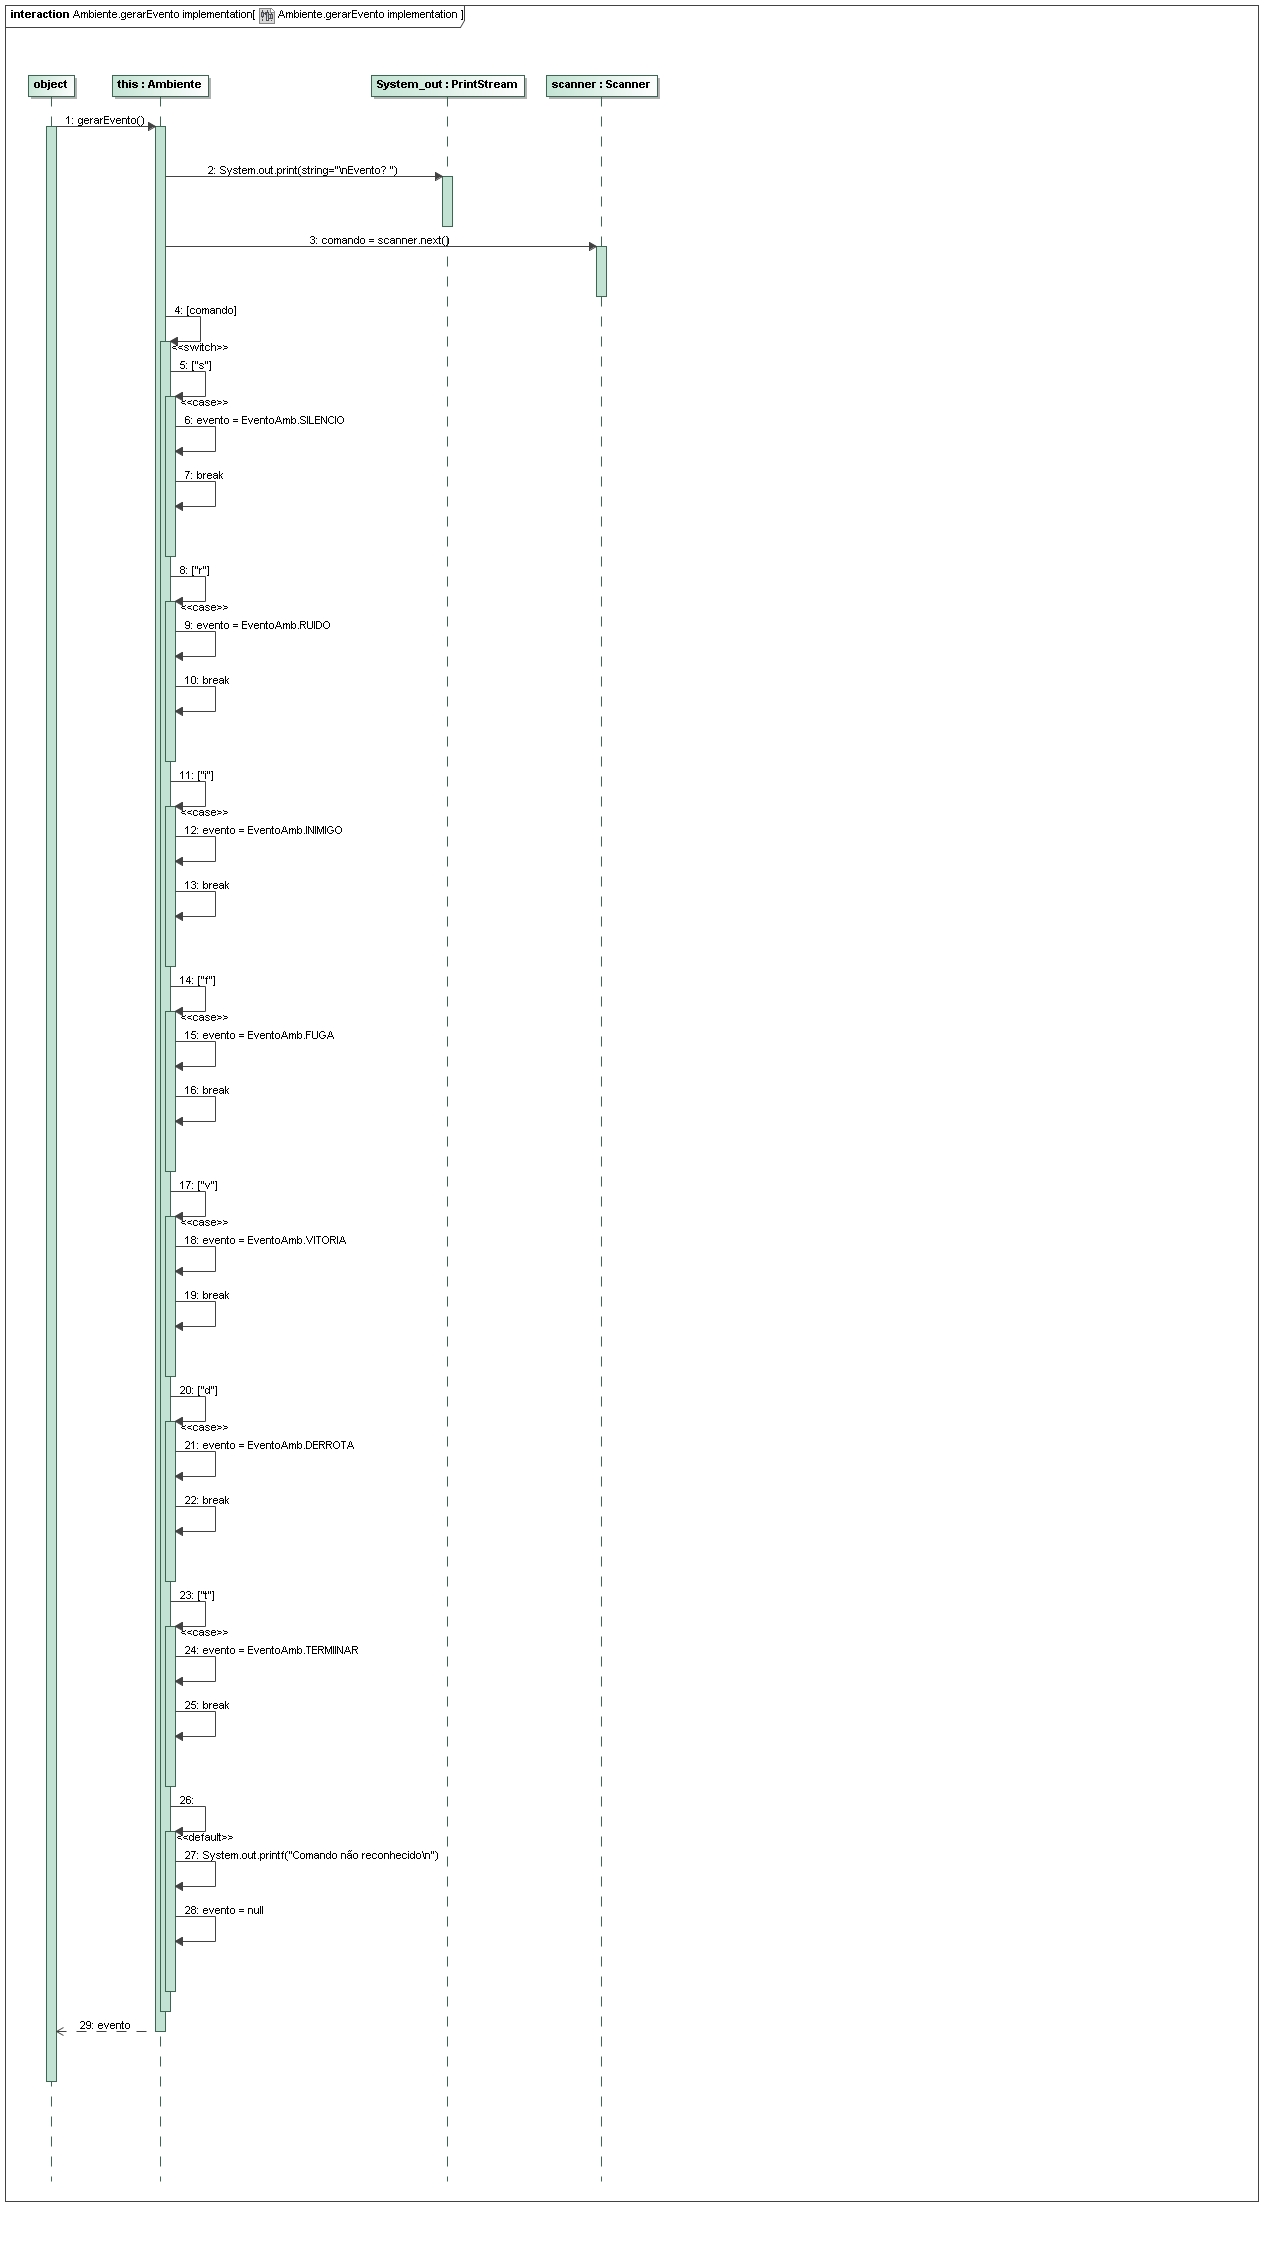 interaction Ambiente.gerarEvento implementation[ Ambiente.gerarEvento implementation ]
object
this : Ambiente
System_out : PrintStream
scanner : Scanner
1: gerarEvento()
2: System.out.print(string="\nEvento? ")
3: comando = scanner.next()
4: [comando]
<<switch>>
5: ["s"]
<<case>>
6: evento = EventoAmb.SILENCIO
7: break
8: ["r"]
<<case>>
9: evento = EventoAmb.RUIDO
10: break
11: ["i"]
<<case>>
12: evento = EventoAmb.INIMIGO
13: break
14: ["f"]
<<case>>
15: evento = EventoAmb.FUGA
16: break
17: ["v"]
<<case>>
18: evento = EventoAmb.VITORIA
19: break
20: ["d"]
<<case>>
21: evento = EventoAmb.DERROTA
22: break
23: ["t"]
<<case>>
24: evento = EventoAmb.TERMIINAR
25: break
26:
<<default>>
27: System.out.printf("Comando não reconhecido\n")
28: evento = null
29: evento